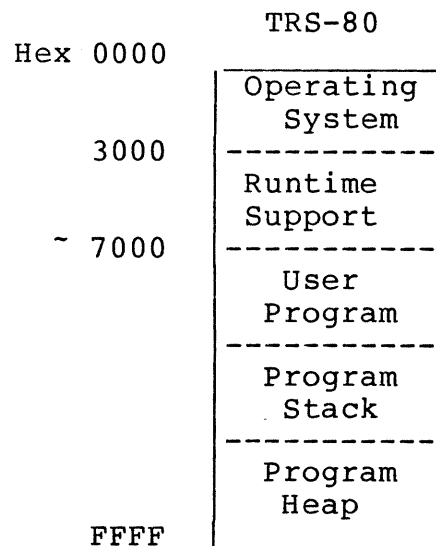 TRS-80
Hex 0000
Operating
System
3000
Runtime
Support
~ 7000
User
Program
Program
Stack
Program
Heap
FFFF